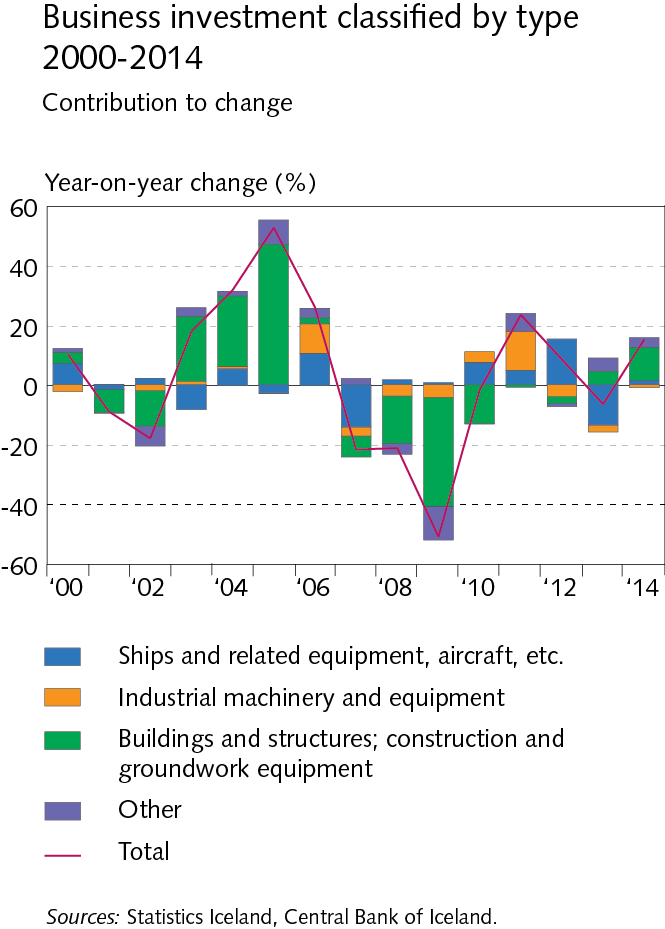 Business investment classified by type
2000-2014
Contribution to change
Year-on-year change (%)
60
40
20
0
-20
-40
-60
‘00 ‘02 ‘04 ‘06 ‘08 ‘10 ‘12 ‘14
Ships and related equipment, aircraft, etc.
Industrial machinery and equipment
Buildings and structures; construction and
groundwork equipment
Other
Total
Sources: Statistics Iceland, Central Bank of Iceland.